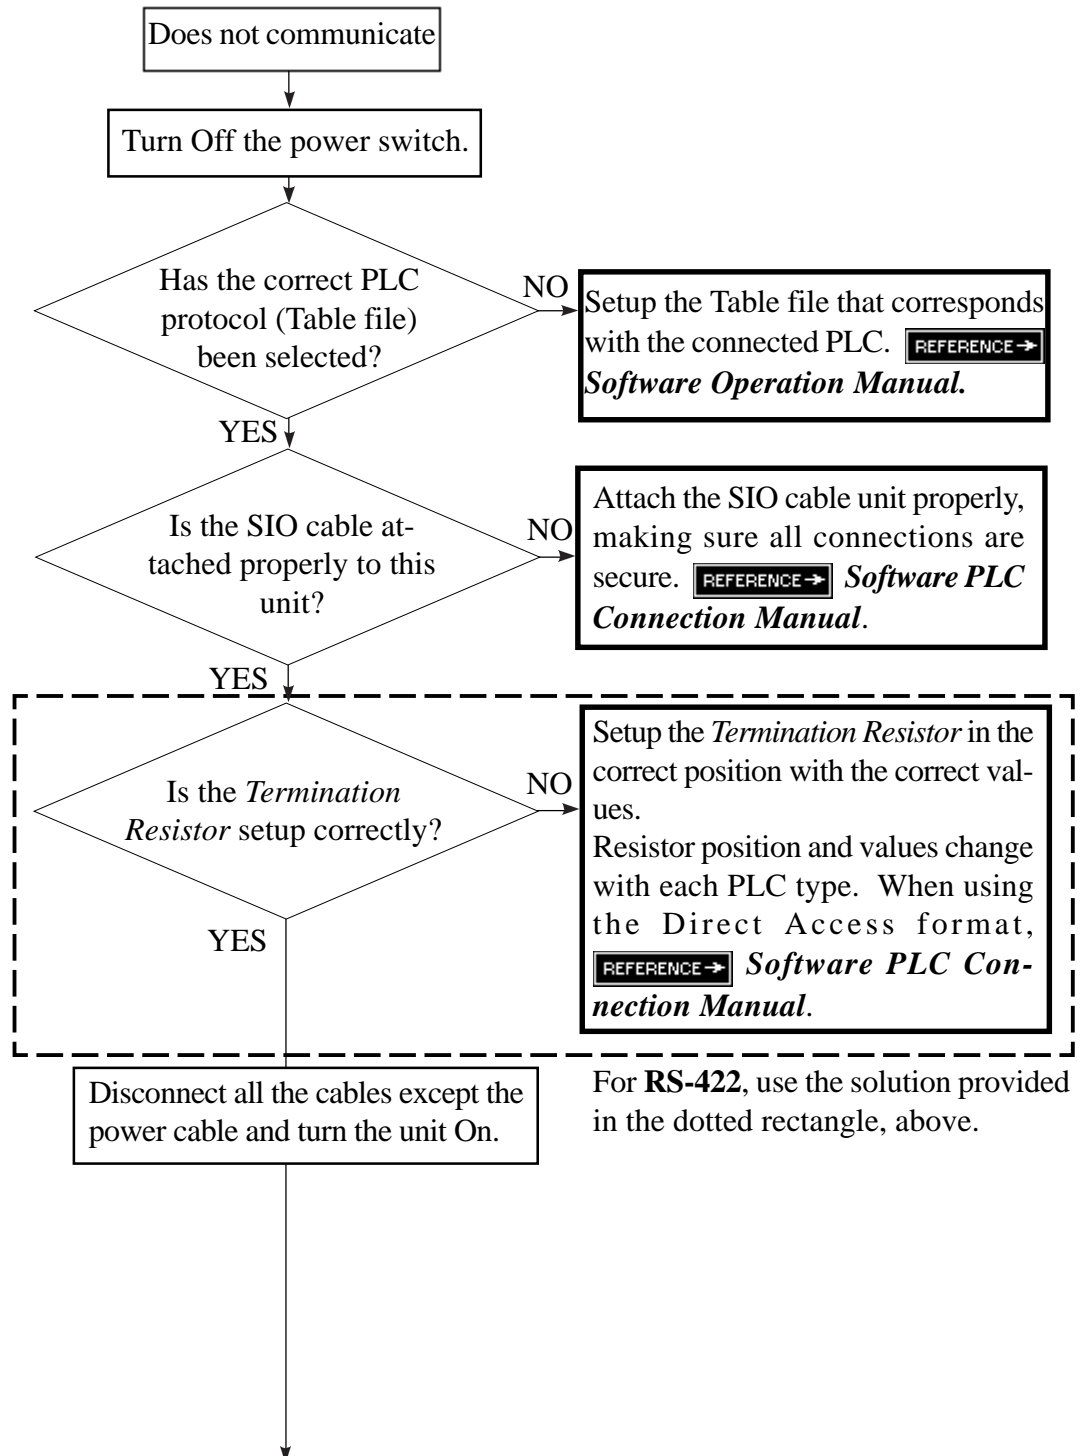 Does not communicate
Turn Off the power switch.
Has the correct PLC
protocol (Table file)
been selected?
NO
Setup the Table file that corresponds
with the connected PLC. REFERENCE→
Software Operation Manual.
YES
Is the SIO cable at-
tached properly to this
unit?
NO
Attach the SIO cable unit properly,
making sure all connections are
secure. REFERENCE→ Software PLC
Connection Manual.
YES
Is the Termination
Resistor setup correctly?
NO
Setup the Termination Resistor in the
correct position with the correct val-
ues.
Resistor position and values change
with each PLC type. When using
the Direct Access format,
REFERENCE→ Software PLC Con-
nection Manual.
YES
Disconnect all the cables except the
power cable and turn the unit On.
For RS-422, use the solution provided
in the dotted rectangle, above.